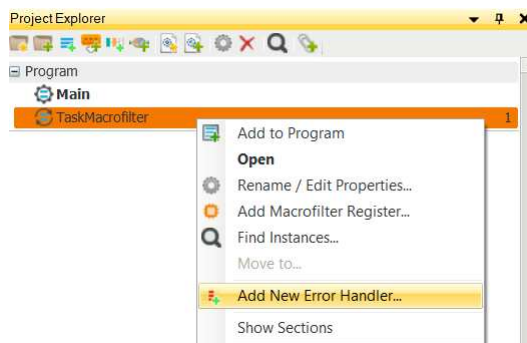 Project Explorer
Program
Main
TaskMacrofilter 1
Add to Program
Open
Rename / Edit Properties...
Add Macrofilter Register...
Find Instances...
Move to...
Add New Error Handler...
Show Sections